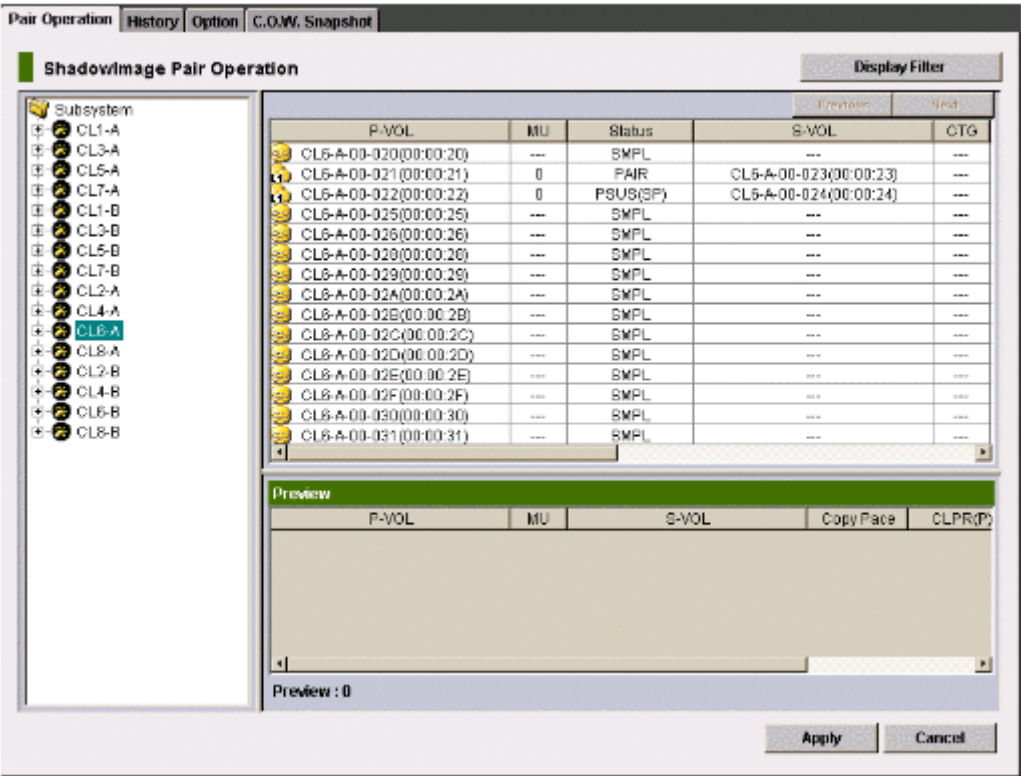 Pair Operation History Option C.O.W. Snapshot
ShadowImage Pair Operation Display Filter
Subsystem
CL1-A
CL3-A
CL5-A
CL7-A
CL1-B
CL3-B
CL5-B
CL7-B
CL2-A
CL4-A
CL6-A
CL8-A
CL2-B
CL4-B
CL6-B
CL8-B
Previous Next
P-VOL MU Status S-VOL CTG
CL6-A-00-020(00:00:20) --- SMPL --- ---
CL6-A-00-021(00:00:21) 0 PAIR CL6-A-00-023(00:00:23) ---
CL6-A-00-022(00:00:22) 0 PSUS(SP) CL6-A-00-024(00:00:24) ---
CL6-A-00-025(00:00:25) --- SMPL --- ---
CL6-A-00-026(00:00:26) --- SMPL --- ---
CL6-A-00-028(00:00:28) --- SMPL --- ---
CL6-A-00-029(00:00:29) --- SMPL --- ---
CL6-A-00-02A(00:00:2A) --- SMPL --- ---
CL6-A-00-02B(00:00:2B) --- SMPL --- ---
CL6-A-00-02C(00:00:2C) --- SMPL --- ---
CL6-A-00-02D(00:00:2D) --- SMPL --- ---
CL6-A-00-02E(00:00:2E) --- SMPL --- ---
CL6-A-00-02F(00:00:2F) --- SMPL --- ---
CL6-A-00-030(00:00:30) --- SMPL --- ---
CL6-A-00-031(00:00:31) --- SMPL --- ---
Preview
P-VOL MU S-VOL Copy Pace CLPR(P)
Preview : 0
Apply Cancel